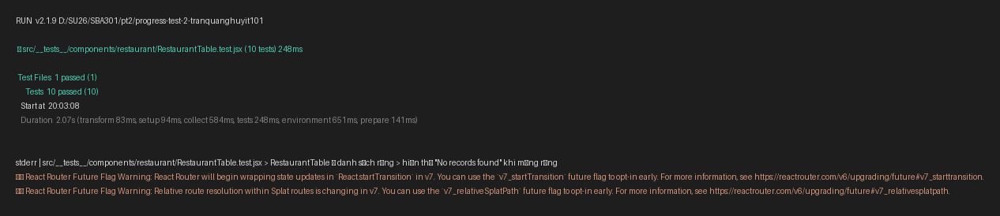 RUN v2.1.9 D:/SU26/SBA301/pt2/progress-test-2-tranquanghuyit101
src/__tests__/components/restaurant/RestaurantTable.test.jsx (10 tests) 248ms
Test Files 1 passed (1)
Tests 10 passed (10)
Start at 20:03:08
Duration 2.07s (transform 83ms, setup 94ms, collect 584ms, tests 248ms, environment 651ms, prepare 141ms)
stderr | src/__tests__/components/restaurant/RestaurantTable.test.jsx > RestaurantTable □ danh s□ch r□ng > hi□n th□ "No records found" khi m□ng r□ng
□□ React Router Future Flag Warning: React Router will begin wrapping state updates in `React.startTransition` in v7. You can use the `v7_startTransition` future flag to opt-in early. For more information, see https://reactrouter.com/v6/upgrading/future#v7_starttransition.
□□ React Router Future Flag Warning: Relative route resolution within Splat routes is changing in v7. You can use the `v7_relativeSplatPath` future flag to opt-in early. For more information, see https://reactrouter.com/v6/upgrading/future#v7_relativesplatpath.